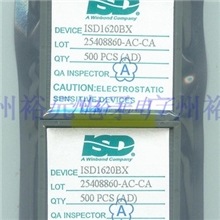 ISD
A Winbond Company
DEVICE ISD1620BX
LOT 25408860-AC-CA
QTY 500 PCS (AD)
QA INSPECTOR A
CAUTION:ELECTROSTATIC
SENSITIVE DEVICES
ISD
A Winbond Company
DEVICE ISD1620BX
LOT 25408860-AC-CA
QTY 500 PCS (AD)
QA INSPECTOR A